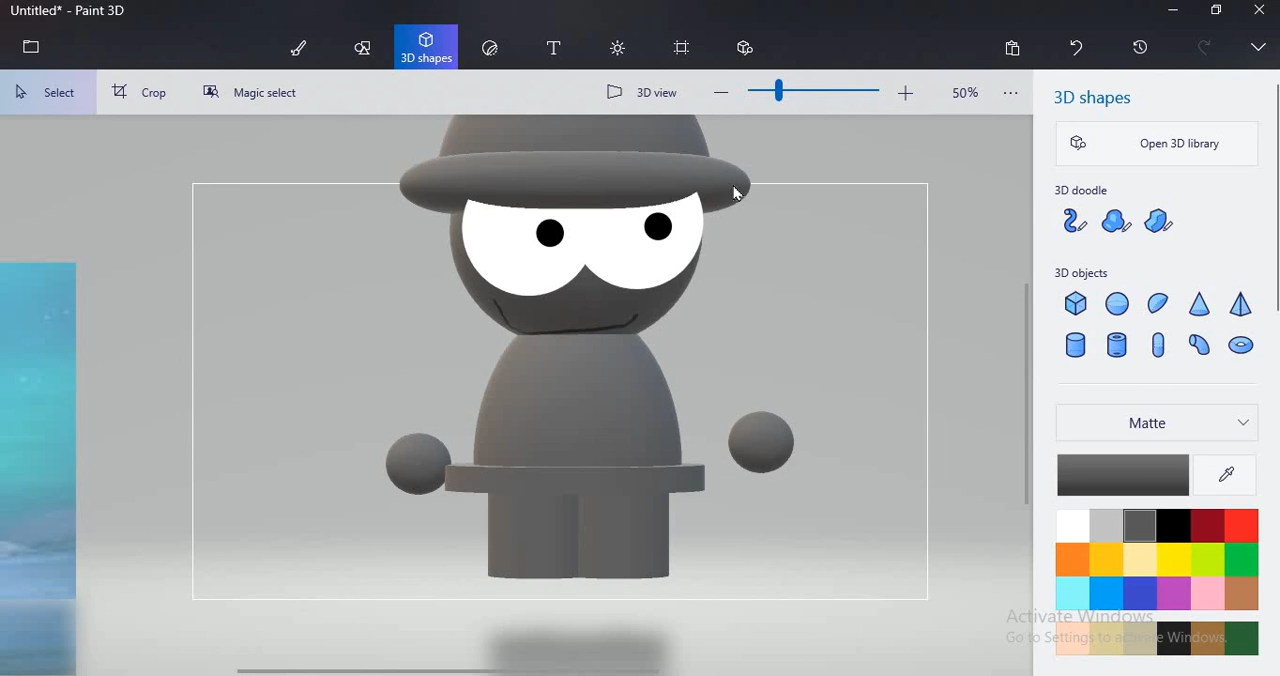 Untitled* - Paint 3D
3D shapes
Select
Crop
Magic select
3D view
50%
3D shapes
Open 3D library
3D doodle
3D objects
Matte
Activate Windows
Go to Settings to activate Windows.